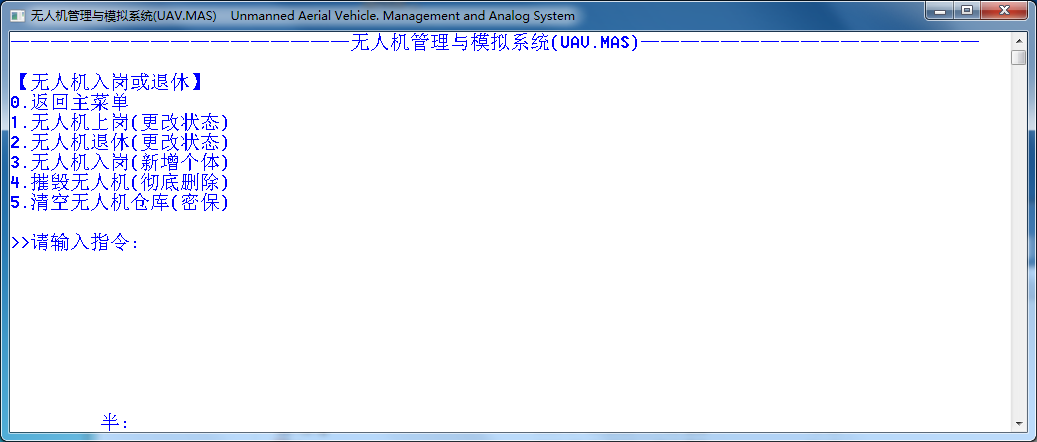 无人机管理与模拟系统(UAV.MAS) Unmanned Aerial Vehicle. Management and Analog System
————————————————无人机管理与模拟系统(UAV.MAS)————————————————
【无人机入岗或退休】
0.返回主菜单
1.无人机上岗(更改状态)
2.无人机退休(更改状态)
3.无人机入岗(新增个体)
4.摧毁无人机(彻底删除)
5.清空无人机仓库(密保)
>>请输入指令:
半: